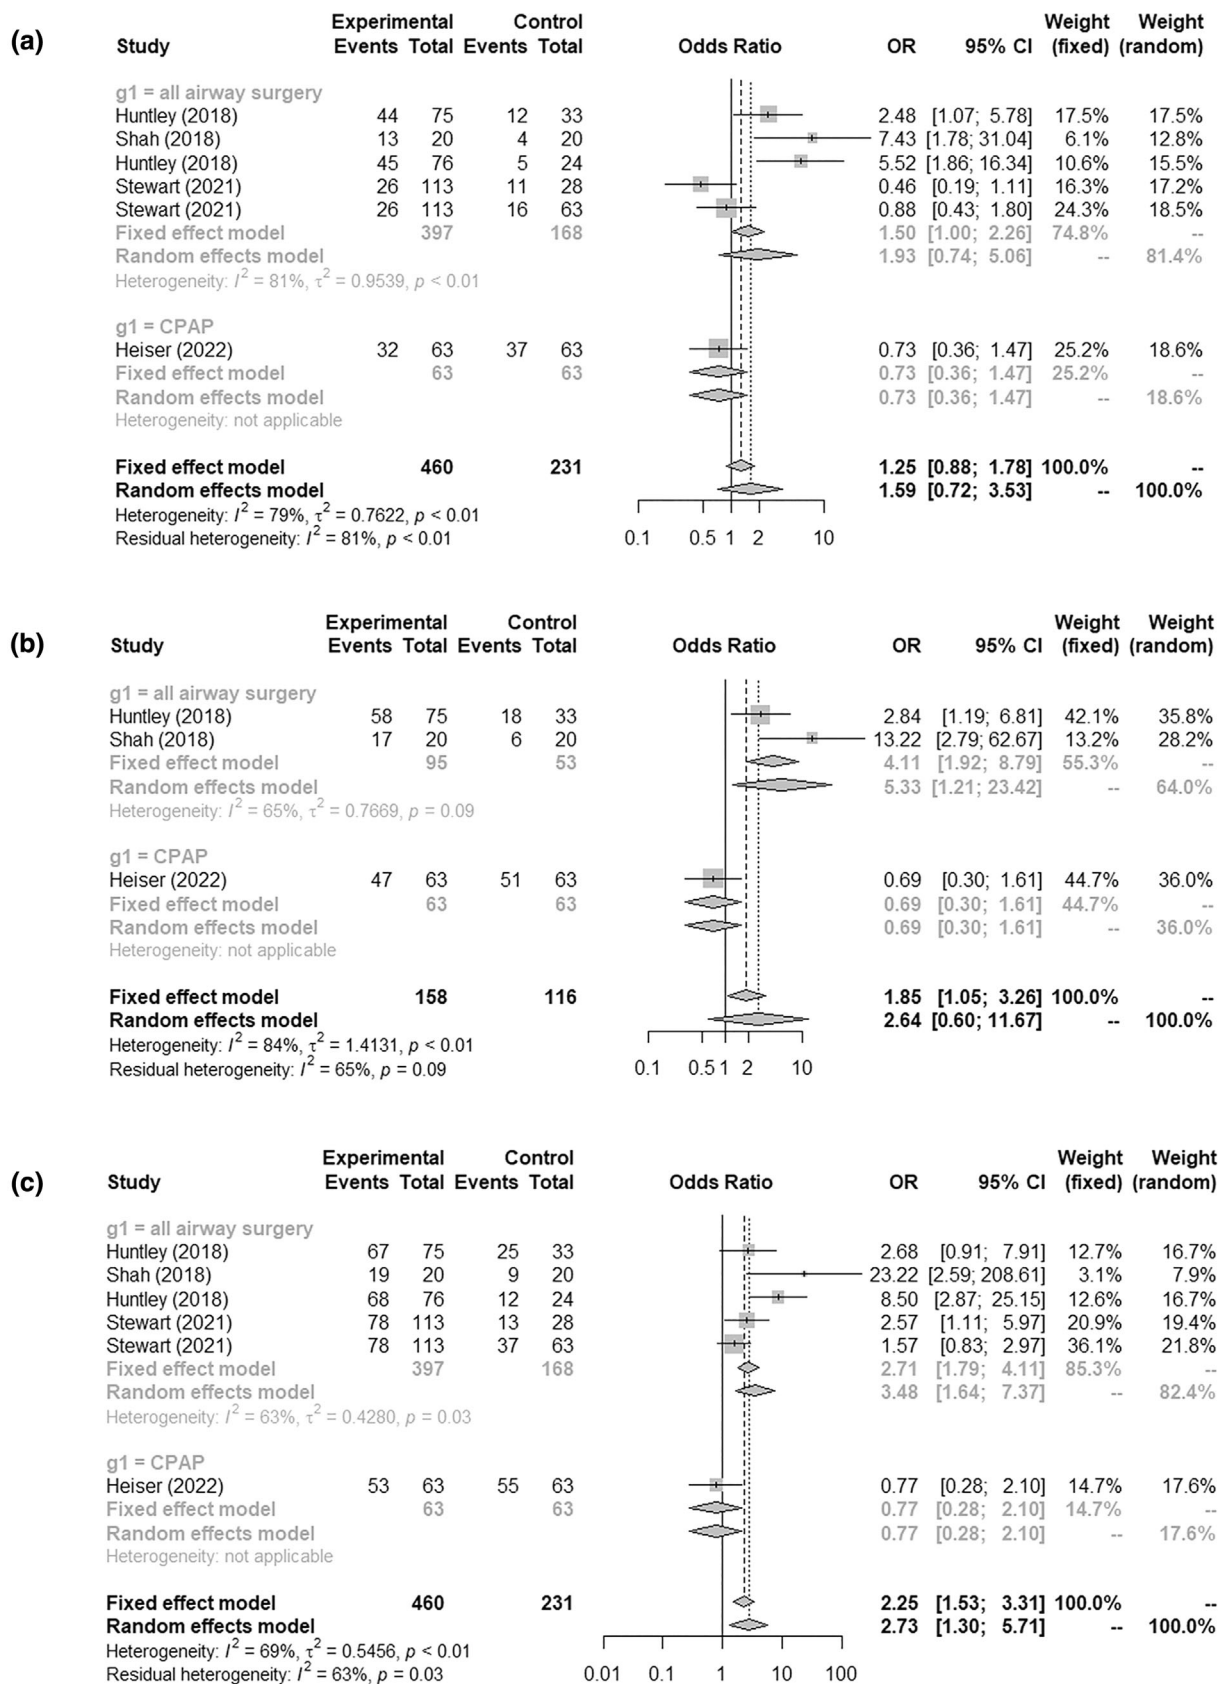 (a)
Experimental Control Weight Weight
Study Events Total Events Total Odds Ratio OR 95% CI (fixed) (random)
g1 = all airway surgery
Huntley (2018) 44 75 12 33 2.48 [1.07; 5.78] 17.5% 17.5%
Shah (2018) 13 20 4 20 7.43 [1.78; 31.04] 6.1% 12.8%
Huntley (2018) 45 76 5 24 5.52 [1.86; 16.34] 10.6% 15.5%
Stewart (2021) 26 113 11 28 0.46 [0.19; 1.11] 16.3% 17.2%
Stewart (2021) 26 113 16 63 0.88 [0.43; 1.80] 24.3% 18.5%
Fixed effect model 397 168 1.50 [1.00; 2.26] 74.8% --
Random effects model 1.93 [0.74; 5.06] -- 81.4%
Heterogeneity: I² = 81%, τ² = 0.9539, p < 0.01
g1 = CPAP
Heiser (2022) 32 63 37 63 0.73 [0.36; 1.47] 25.2% 18.6%
Fixed effect model 63 63 0.73 [0.36; 1.47] 25.2% --
Random effects model 0.73 [0.36; 1.47] -- 18.6%
Heterogeneity: not applicable
Fixed effect model 460 231 1.25 [0.88; 1.78] 100.0% --
Random effects model 1.59 [0.72; 3.53] -- 100.0%
Heterogeneity: I² = 79%, τ² = 0.7622, p < 0.01
Residual heterogeneity: I² = 81%, p < 0.01
0.1 0.5 1 2 10
(b)
Experimental Control Weight Weight
Study Events Total Events Total Odds Ratio OR 95% CI (fixed) (random)
g1 = all airway surgery
Huntley (2018) 58 75 18 33 2.84 [1.19; 6.81] 42.1% 35.8%
Shah (2018) 17 20 6 20 13.22 [2.79; 62.67] 13.2% 28.2%
Fixed effect model 95 53 4.11 [1.92; 8.79] 55.3% --
Random effects model 5.33 [1.21; 23.42] -- 64.0%
Heterogeneity: I² = 65%, τ² = 0.7669, p = 0.09
g1 = CPAP
Heiser (2022) 47 63 51 63 0.69 [0.30; 1.61] 44.7% 36.0%
Fixed effect model 63 63 0.69 [0.30; 1.61] 44.7% --
Random effects model 0.69 [0.30; 1.61] -- 36.0%
Heterogeneity: not applicable
Fixed effect model 158 116 1.85 [1.05; 3.26] 100.0% --
Random effects model 2.64 [0.60; 11.67] -- 100.0%
Heterogeneity: I² = 84%, τ² = 1.4131, p < 0.01
Residual heterogeneity: I² = 65%, p = 0.09
0.1 0.5 1 2 10
(c)
Experimental Control Weight Weight
Study Events Total Events Total Odds Ratio OR 95% CI (fixed) (random)
g1 = all airway surgery
Huntley (2018) 67 75 25 33 2.68 [0.91; 7.91] 12.7% 16.7%
Shah (2018) 19 20 9 20 23.22 [2.59; 208.61] 3.1% 7.9%
Huntley (2018) 68 76 12 24 8.50 [2.87; 25.15] 12.6% 16.7%
Stewart (2021) 78 113 13 28 2.57 [1.11; 5.97] 20.9% 19.4%
Stewart (2021) 78 113 37 63 1.57 [0.83; 2.97] 36.1% 21.8%
Fixed effect model 397 168 2.71 [1.79; 4.11] 85.3% --
Random effects model 3.48 [1.64; 7.37] -- 82.4%
Heterogeneity: I² = 63%, τ² = 0.4280, p = 0.03
g1 = CPAP
Heiser (2022) 53 63 55 63 0.77 [0.28; 2.10] 14.7% 17.6%
Fixed effect model 63 63 0.77 [0.28; 2.10] 14.7% --
Random effects model 0.77 [0.28; 2.10] -- 17.6%
Heterogeneity: not applicable
Fixed effect model 460 231 2.25 [1.53; 3.31] 100.0% --
Random effects model 2.73 [1.30; 5.71] -- 100.0%
Heterogeneity: I² = 69%, τ² = 0.5456, p < 0.01
Residual heterogeneity: I² = 63%, p = 0.03
0.01 0.1 1 10 100